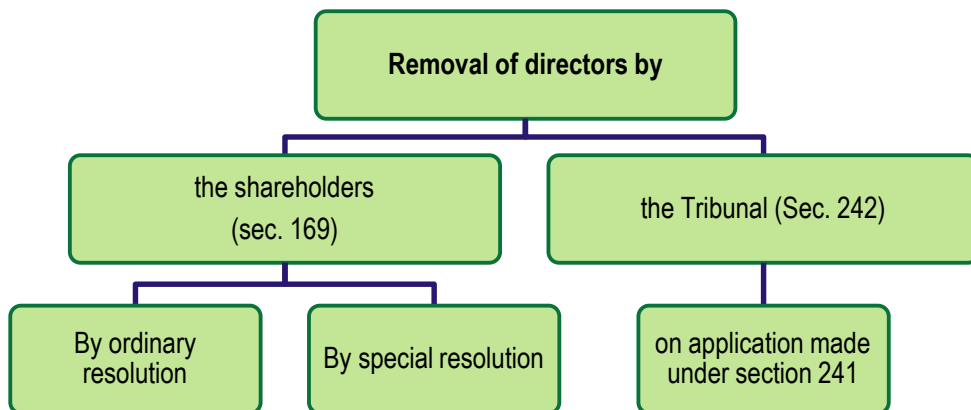 Removal of directors by
the shareholders
(sec. 169)
the Tribunal (Sec. 242)
By ordinary
resolution
By special resolution
on application made
under section 241